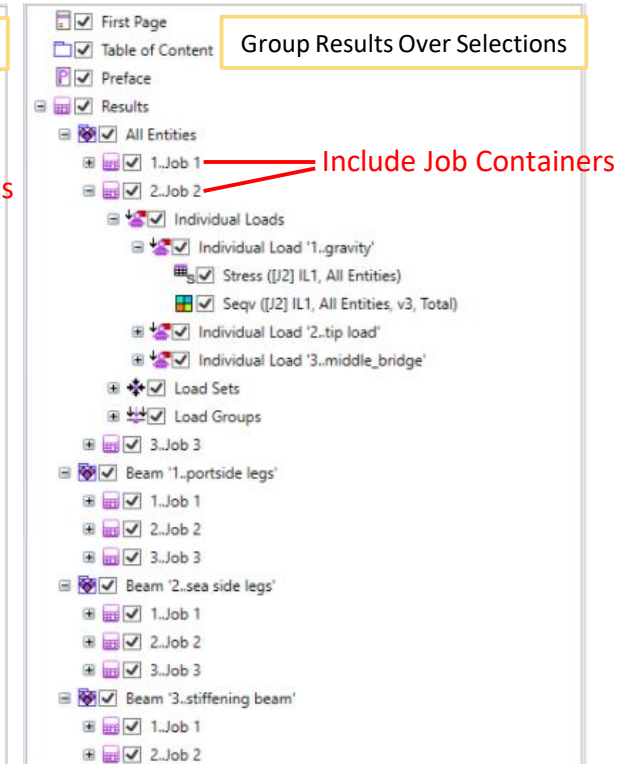 First Page
Table of Content
Group Results Over Selections
Preface
Results
All Entities
1..Job 1
Include Job Containers
2..Job 2
s
Individual Loads
Individual Load '1..gravity'
Stress ([J2] IL1, All Entities)
Seqv ([J2] IL1, All Entities, v3, Total)
Individual Load '2..tip load'
Individual Load '3..middle_bridge'
Load Sets
Load Groups
3..Job 3
Beam '1..portside legs'
1..Job 1
2..Job 2
3..Job 3
Beam '2..sea side legs'
1..Job 1
2..Job 2
3..Job 3
Beam '3..stiffening beam'
1..Job 1
2..Job 2